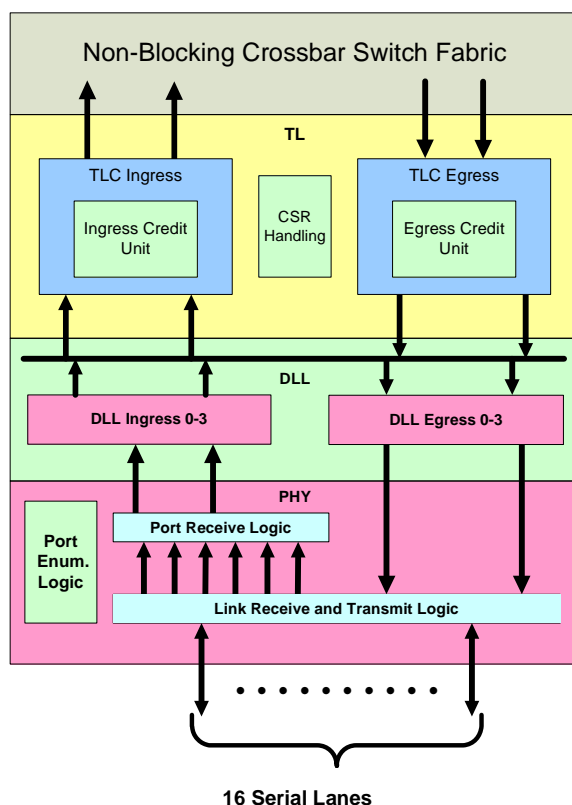 Non-Blocking Crossbar Switch Fabric
TL
TLC Ingress
TLC Egress
Ingress Credit
Unit
CSR
Handling
Egress Credit
Unit
DLL
DLL Ingress 0-3
DLL Egress 0-3
PHY
Port Receive Logic
Port
Enum.
Logic
Link Receive and Transmit Logic
16 Serial Lanes